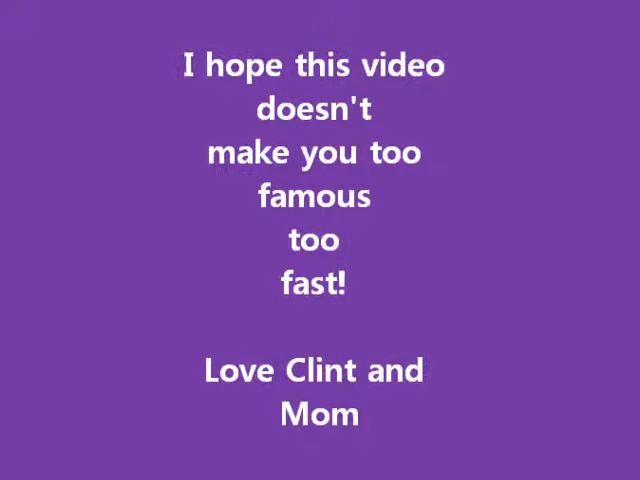 I hope this video
doesn't
make you too
famous
too
fast!
Love Clint and
Mom